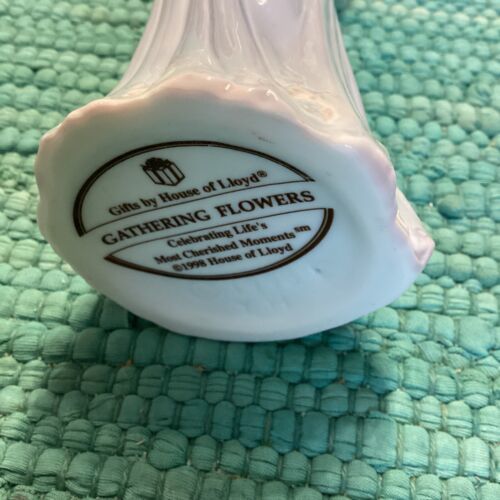 Gifts by House of Lloyd®
GATHERING FLOWERS
Celebrating Life's
Most Cherished Moments℠
©1998 House of Lloyd